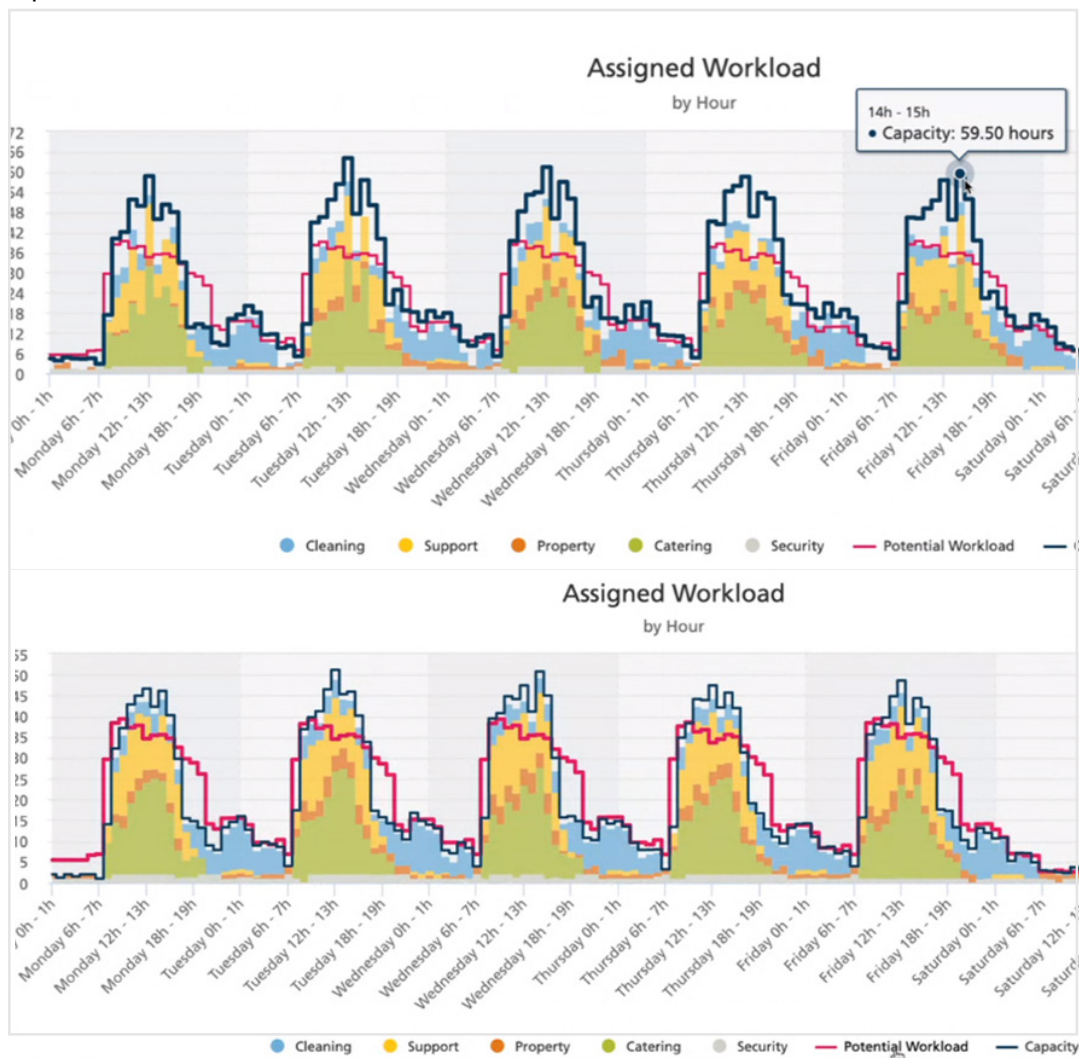 Assigned Workload
by Hour
14h - 15h
• Capacity: 59.50 hours
72
66
60
54
48
42
36
30
24
18
12
6
0
0h - 1h
Monday 6h - 7h
Monday 12h - 13h
Monday 18h - 19h
Tuesday 0h - 1h
Tuesday 6h - 7h
Tuesday 12h - 13h
Tuesday 18h - 19h
Wednesday 0h - 1h
Wednesday 6h - 7h
Wednesday 12h - 13h
Wednesday 18h - 19h
Thursday 0h - 1h
Thursday 6h - 7h
Thursday 12h - 13h
Thursday 18h - 19h
Friday 0h - 1h
Friday 6h - 7h
Friday 12h - 13h
Friday 18h - 19h
Saturday 0h - 1h
Saturday 6h -
Cleaning Support Property Catering Security Potential Workload
Assigned Workload
by Hour
55
50
45
40
35
30
25
20
15
10
5
0
0h - 1h
Monday 6h - 7h
Monday 12h - 13h
Monday 18h - 19h
Tuesday 0h - 1h
Tuesday 6h - 7h
Tuesday 12h - 13h
Tuesday 18h - 19h
Wednesday 0h - 1h
Wednesday 6h - 7h
Wednesday 12h - 13h
Wednesday 18h - 19h
Thursday 0h - 1h
Thursday 6h - 7h
Thursday 12h - 13h
Thursday 18h - 19h
Friday 0h - 1h
Friday 6h - 7h
Friday 12h - 13h
Friday 18h - 19h
Saturday 0h - 1h
Saturday 6h - 7h
Saturday 12h -
Cleaning Support Property Catering Security Potential Workload Capacity